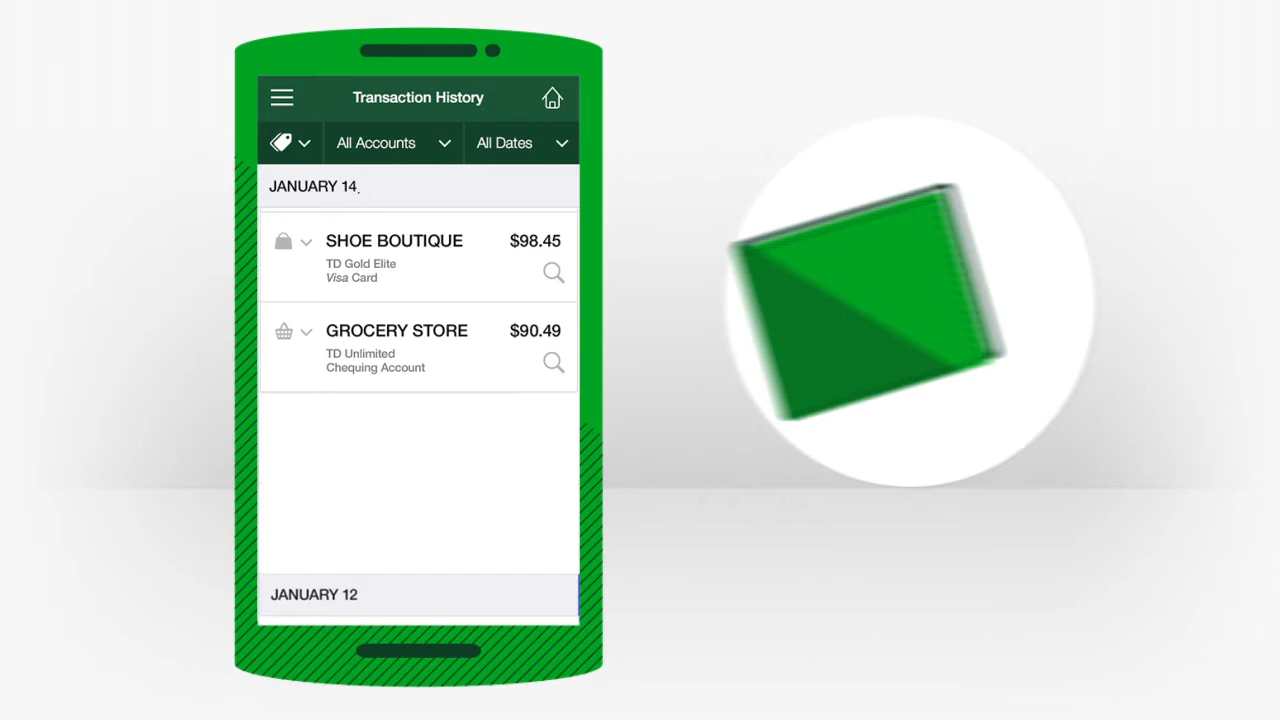 Transaction History
All Accounts
All Dates
JANUARY 14
SHOE BOUTIQUE $98.45
TD Gold Elite
Visa Card
GROCERY STORE $90.49
TD Unlimited
Chequing Account
JANUARY 12